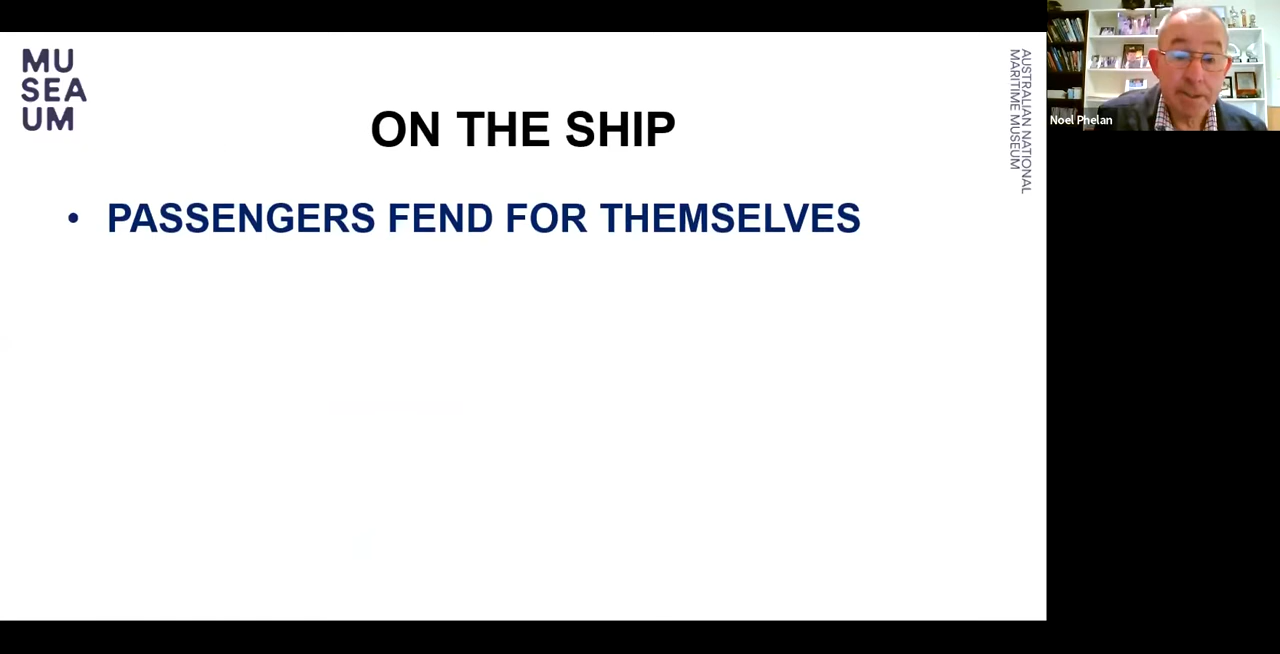 MU
SEA
UM
ON THE SHIP
• PASSENGERS FEND FOR THEMSELVES
AUSTRALIAN NATIONAL
MARITIME MUSEUM
Noel Phelan